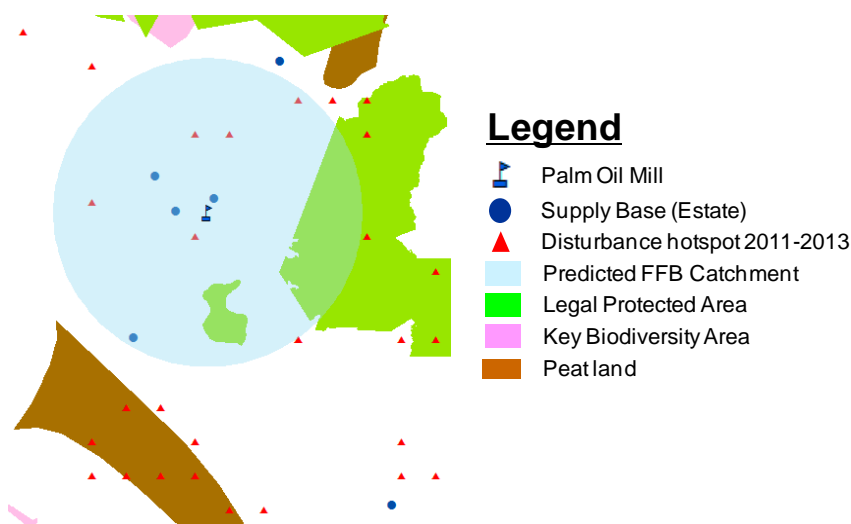 Legend
Palm Oil Mill
Supply Base (Estate)
Disturbance hotspot 2011-2013
Predicted FFB Catchment
Legal Protected Area
Key Biodiversity Area
Peat land